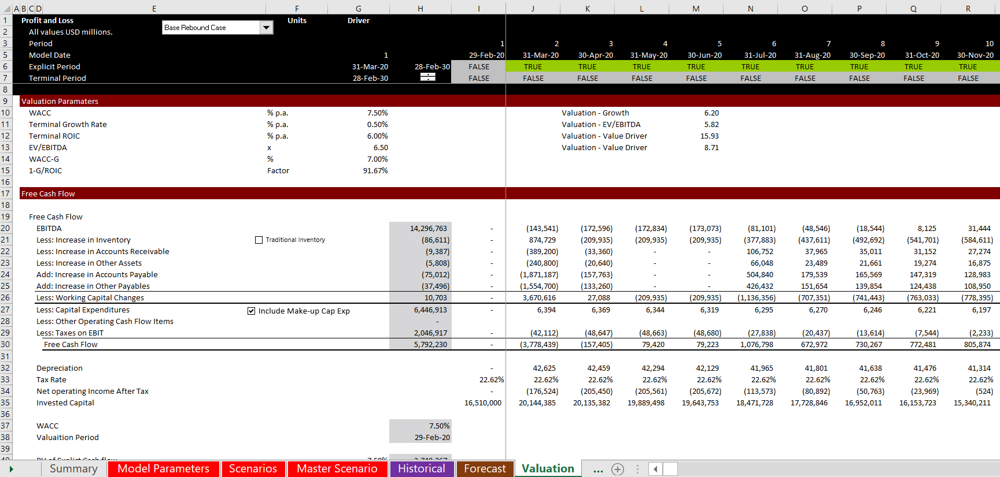 A B C D E F G H I J K L M N O P Q R
1 Profit and Loss Base Rebound Case Units Driver
2 All values USD millions.
3 Period 1 2 3 4 5 6 7 8 9 10
5 Model Date 1 29-Feb-20 31-Mar-20 30-Apr-20 31-May-20 30-Jun-20 31-Jul-20 31-Aug-20 30-Sep-20 31-Oct-20 30-Nov-20
6 Explicit Period 31-Mar-20 28-Feb-30 FALSE TRUE TRUE TRUE TRUE TRUE TRUE TRUE TRUE TRUE
7 Terminal Period 28-Feb-30 FALSE FALSE FALSE FALSE FALSE FALSE FALSE FALSE FALSE FALSE
8
9 Valuation Paramaters
10 WACC % p.a. 7.50% Valuation - Growth 6.20
11 Terminal Growth Rate % p.a. 0.50% Valuation - EV/EBITDA 5.82
12 Terminal ROIC % p.a. 6.00% Valuation - Value Driver 15.93
13 EV/EBITDA x 6.50 Valuation - Value Driver 8.71
14 WACC-G % 7.00%
15 1-G/ROIC Factor 91.67%
16
17 Free Cash Flow
18
19 Free Cash Flow
20 EBITDA 14,296,763 - (143,541) (172,596) (172,834) (173,073) (81,101) (48,546) (18,544) 8,125 31,444
21 Less: Increase in Inventory Traditional Inventory (86,611) - 874,729 (209,935) (209,935) (209,935) (377,883) (437,611) (492,692) (541,701) (584,611)
22 Less: Increase in Accounts Receivable (9,387) - (389,200) (33,360) - - 106,752 37,965 35,011 31,152 27,274
23 Less: Increase in Other Assets (5,808) - (240,800) (20,640) - - 66,048 23,489 21,661 19,274 16,875
24 Add: Increase in Accounts Payable (75,012) - (1,871,187) (157,763) - - 504,840 179,539 165,569 147,319 128,983
25 Add: Increase in Other Payables (37,496) - (1,554,700) (133,260) - - 426,432 151,654 139,854 124,438 108,950
26 Less: Working Capital Changes 10,703 - 3,670,616 27,088 (209,935) (209,935) (1,136,356) (707,351) (741,443) (763,033) (778,395)
27 Less: Capital Expenditures Include Make-up Cap Exp 6,446,913 - 6,394 6,369 6,344 6,319 6,295 6,270 6,246 6,221 6,197
28 Less: Other Operating Cash Flow Items -
29 Less: Taxes on EBIT 2,046,917 - (42,112) (48,647) (48,663) (48,680) (27,838) (20,437) (13,614) (7,544) (2,233)
30 Free Cash Flow 5,792,230 - (3,778,439) (157,405) 79,420 79,223 1,076,798 672,972 730,267 772,481 805,874
31
32 Depreciation - 42,625 42,459 42,294 42,129 41,965 41,801 41,638 41,476 41,314
33 Tax Rate 22.62% 22.62% 22.62% 22.62% 22.62% 22.62% 22.62% 22.62% 22.62% 22.62%
34 Net operating Income After Tax - (176,524) (205,450) (205,561) (205,672) (113,573) (80,892) (50,763) (23,969) (524)
35 Invested Capital 16,510,000 20,144,385 20,135,382 19,889,498 19,643,753 18,471,728 17,728,846 16,952,011 16,153,723 15,340,211
36
37 WACC 7.50%
38 Valuaition Period 29-Feb-20
39
Summary Model Parameters Scenarios Master Scenario Historical Forecast Valuation ...